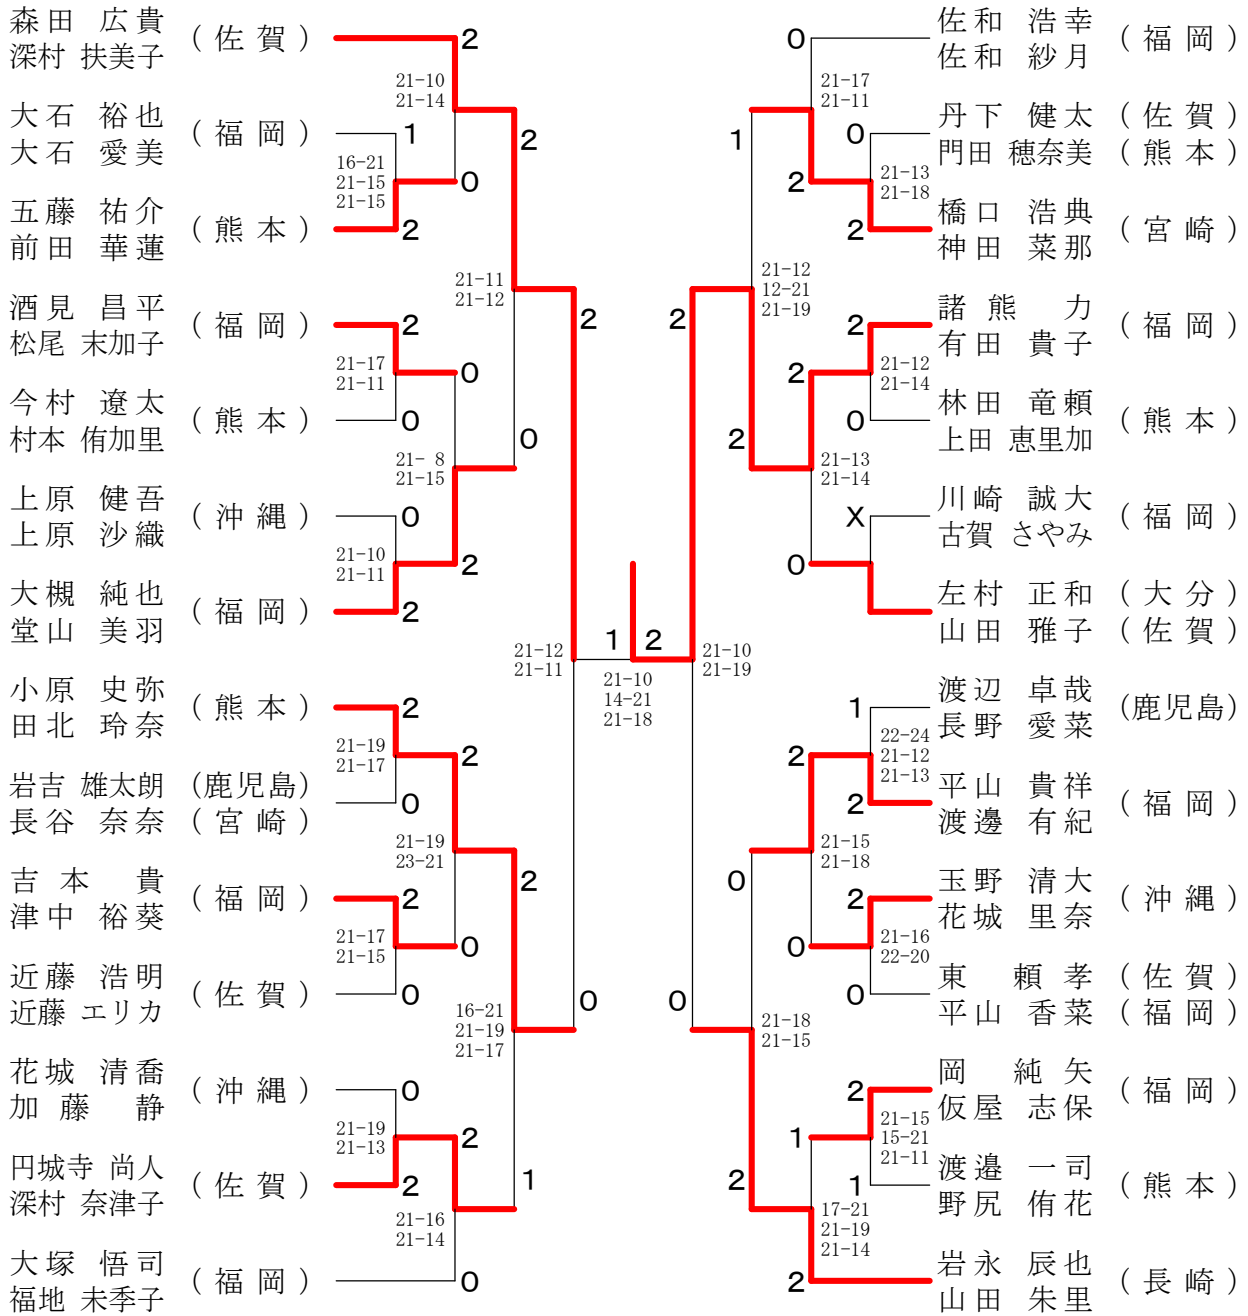 森田 広貴
深村 扶美子
(佐賀)
2
21-10
21-14
大石 裕也
大石 愛美
(福岡)
1
16-21
21-15
21-15
0
2
五藤 祐介
前田 華蓮
(熊本)
2
21-11
21-12
酒見 昌平
松尾 末加子
(福岡)
2
21-17
21-11
0
2
今村 遼太
村本 侑加里
(熊本)
0
21- 8
21-15
0
上原 健吾
上原 沙織
(沖縄)
0
21-10
21-11
2
大槻 純也
堂山 美羽
(福岡)
2
21-12
21-11
小原 史弥
田北 玲奈
(熊本)
2
21-19
21-17
2
岩吉 雄太朗
長谷 奈奈
(鹿児島)
(宮崎)
0
21-19
23-21
2
吉本 貴
津中 裕葵
(福岡)
2
21-17
21-15
0
近藤 浩明
近藤 エリカ
(佐賀)
0
16-21
21-19
21-17
0
花城 清喬
加藤 静
(沖縄)
0
21-19
21-13
2
円城寺 尚人
深村 奈津子
(佐賀)
2
1
21-16
21-14
大塚 悟司
福地 未季子
(福岡)
0
1 2
21-10
14-21
21-18
0
佐和 浩幸
佐和 紗月
(福岡)
21-17
21-11
1
0
丹下 健太
門田 穂奈美
(佐賀)
(熊本)
21-13
21-18
2
2
橋口 浩典
神田 菜那
(宮崎)
21-12
12-21
21-19
2
2
諸熊 力
有田 貴子
(福岡)
2
21-12
21-14
0
林田 竜頼
上田 恵里加
(熊本)
2
21-13
21-14
X
川崎 誠大
古賀 さやみ
(福岡)
0
左村 正和
山田 雅子
(大分)
(佐賀)
21-10
21-19
1
渡辺 卓哉
長野 愛菜
(鹿児島)
22-24
21-12
21-13
2
2
平山 貴祥
渡邊 有紀
(福岡)
21-15
21-18
0
2
玉野 清大
花城 里奈
(沖縄)
21-16
22-20
0
0
東 頼孝
平山 香菜
(佐賀)
(福岡)
0
21-18
21-15
2
岡 純矢
仮屋 志保
(福岡)
21-15
15-21
21-11
1
1
渡邉 一司
野尻 侑花
(熊本)
2
17-21
21-19
21-14
2
岩永 辰也
山田 朱里
(長崎)